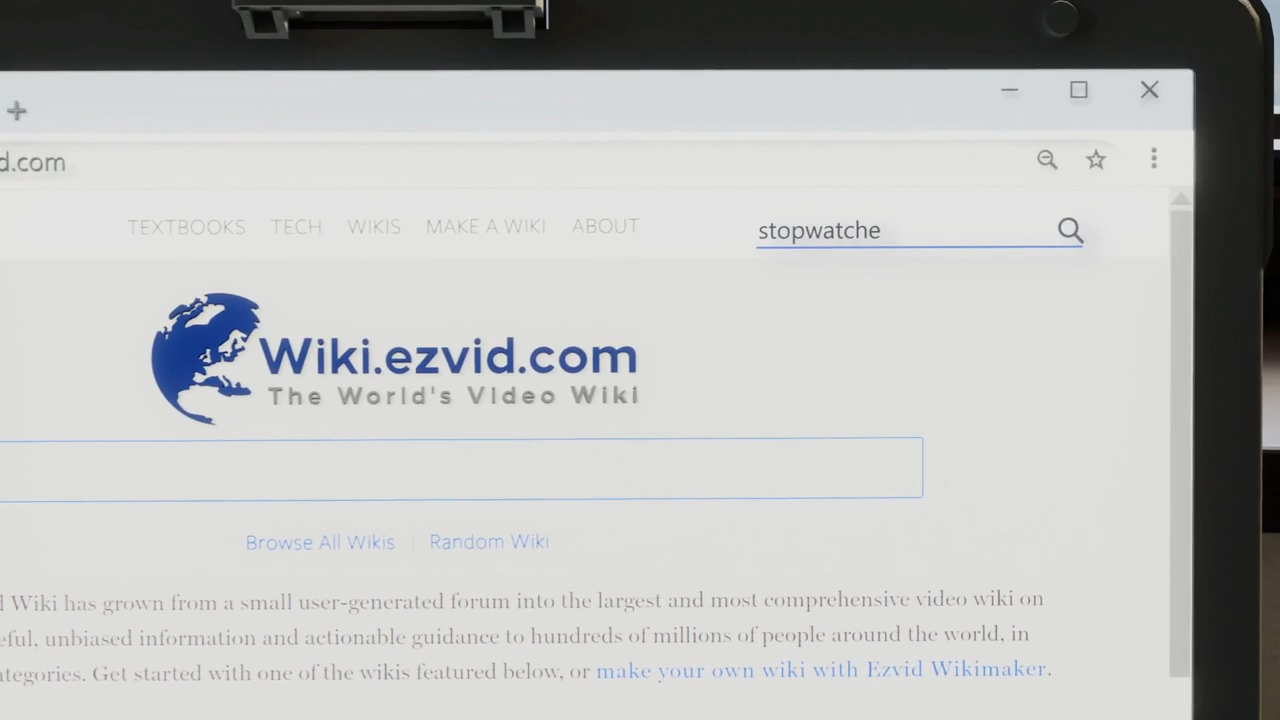 d.com
TEXTBOOKS TECH WIKIS MAKE A WIKI ABOUT
stopwatche
Wiki.ezvid.com
The World's Video Wiki
Browse All Wikis | Random Wiki
d Wiki has grown from a small user-generated forum into the largest and most comprehensive video wiki on
eful, unbiased information and actionable guidance to hundreds of millions of people around the world, in
ategories. Get started with one of the wikis featured below, or make your own wiki with Ezvid Wikimaker.